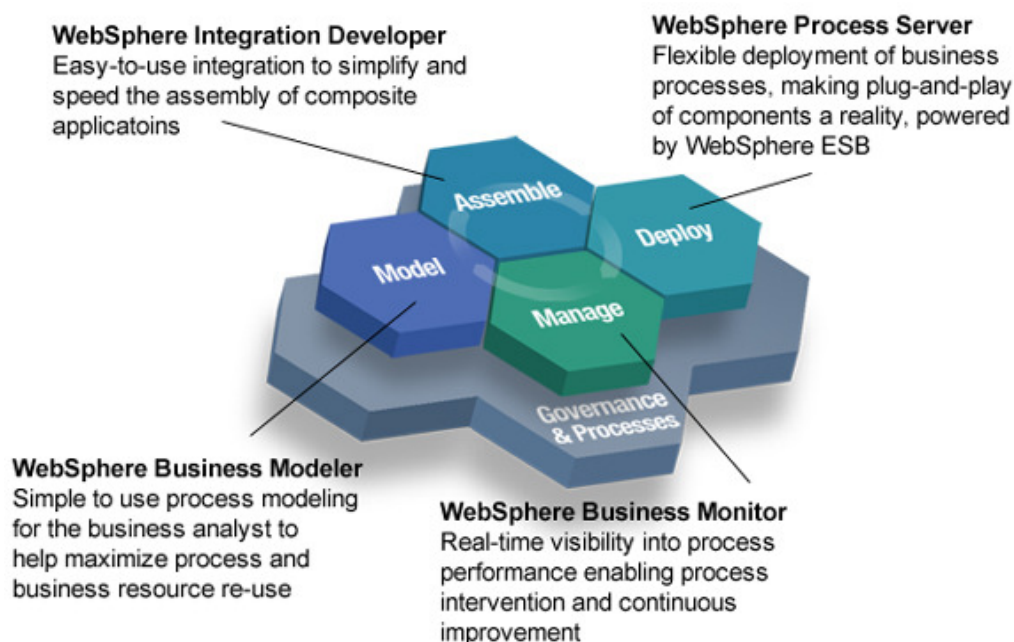 WebSphere Integration Developer
Easy-to-use integration to simplify and
speed the assembly of composite
applicatoins
WebSphere Process Server
Flexible deployment of business
processes, making plug-and-play
of components a reality, powered
by WebSphere ESB
Assemble
Deploy
Model
Manage
Governance
& Processes
WebSphere Business Modeler
Simple to use process modeling
for the business analyst to
help maximize process and
business resource re-use
WebSphere Business Monitor
Real-time visibility into process
performance enabling process
intervention and continuous
improvement